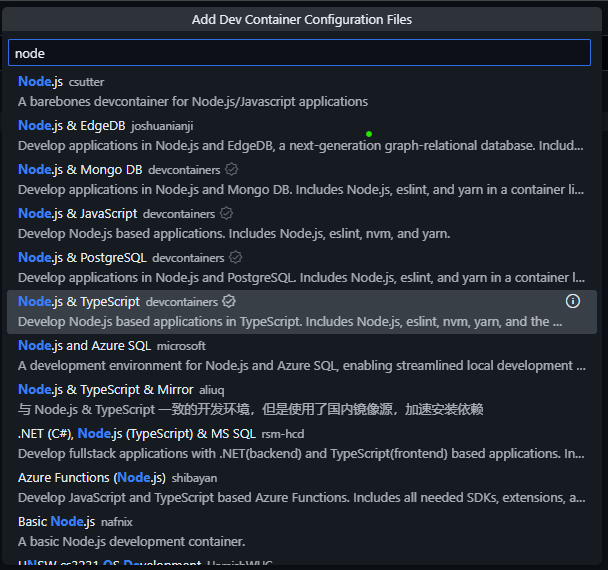 Add Dev Container Configuration Files
node
Node.js csutter
A barebones devcontainer for Node.js/Javascript applications
Node.js & EdgeDB joshuanianji
Develop applications in Node.js and EdgeDB, a next-generation graph-relational database. Includ...
Node.js & Mongo DB devcontainers
Develop applications in Node.js and Mongo DB. Includes Node.js, eslint, and yarn in a container li...
Node.js & JavaScript devcontainers
Develop Node.js based applications. Includes Node.js, eslint, nvm, and yarn.
Node.js & PostgreSQL devcontainers
Develop applications in Node.js and PostgreSQL. Includes Node.js, eslint, and yarn in a container l...
Node.js & TypeScript devcontainers
Develop Node.js based applications in TypeScript. Includes Node.js, eslint, nvm, yarn, and the ...
Node.js and Azure SQL microsoft
A development environment for Node.js and Azure SQL, enabling streamlined local development ...
Node.js & TypeScript & Mirror aliuq
与 Node.js & TypeScript 一致的开发环境，但是使用了国内镜像源，加速安装依赖
.NET (C#), Node.js (TypeScript) & MS SQL rsm-hcd
Develop fullstack applications with .NET(backend) and TypeScript(frontend) based applications. In...
Azure Functions (Node.js) shibayan
Develop JavaScript and TypeScript based Azure Functions. Includes all needed SDKs, extensions, a...
Basic Node.js nafnix
A basic Node.js development container.
UNSW cs3231 OS Development